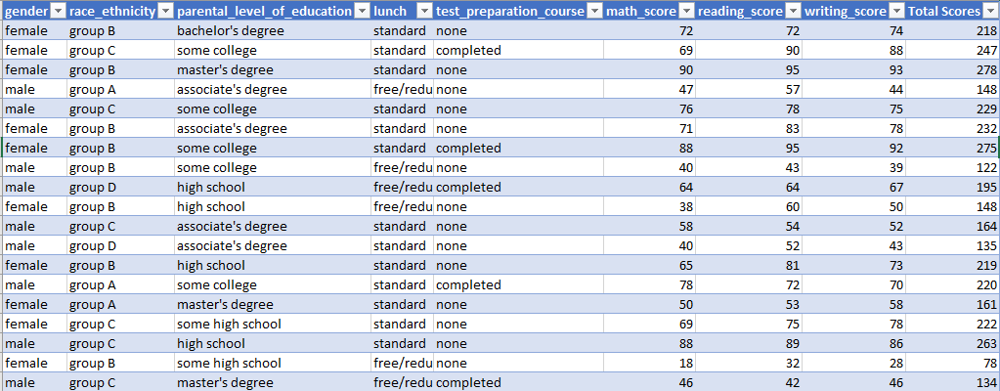 gender race_ethnicity parental_level_of_education lunch test_preparation_course math_score reading_score writing_score Total Scores
female group B bachelor's degree standard none 72 72 74 218
female group C some college standard completed 69 90 88 247
female group B master's degree standard none 90 95 93 278
male group A associate's degree free/redu none 47 57 44 148
male group C some college standard none 76 78 75 229
female group B associate's degree standard none 71 83 78 232
female group B some college standard completed 88 95 92 275
male group B some college free/redu none 40 43 39 122
male group D high school free/redu completed 64 64 67 195
female group B high school free/redu none 38 60 50 148
male group C associate's degree standard none 58 54 52 164
male group D associate's degree standard none 40 52 43 135
female group B high school standard none 65 81 73 219
male group A some college standard completed 78 72 70 220
female group A master's degree standard none 50 53 58 161
female group C some high school standard none 69 75 78 222
male group C high school standard none 88 89 86 263
female group B some high school free/redu none 18 32 28 78
male group C master's degree free/redu completed 46 42 46 134